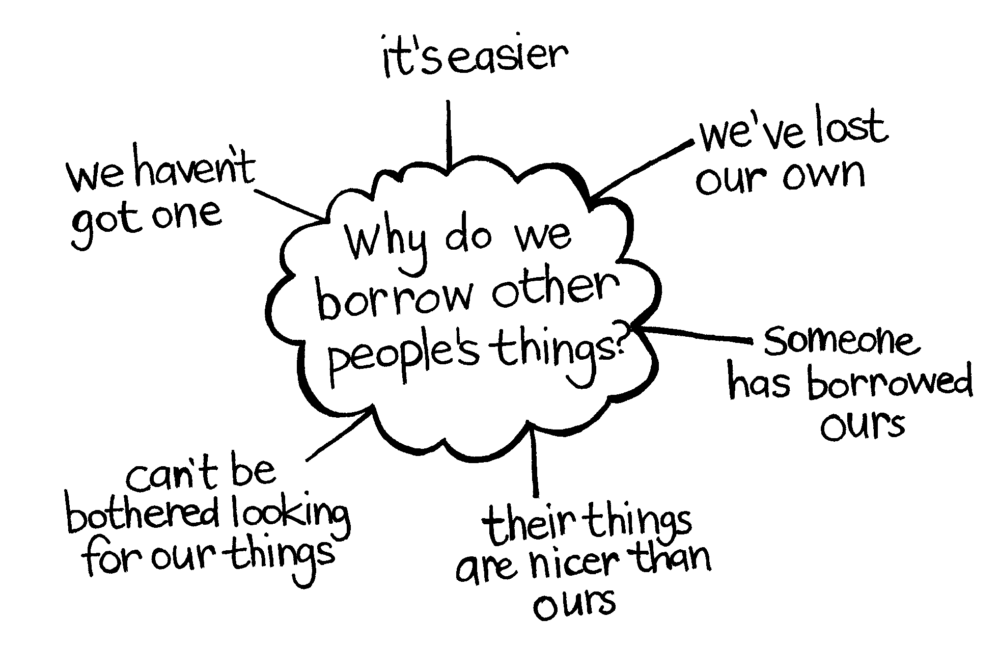 it's easier
we've lost
our own
we haven't
got one
Why do we
borrow other
people's things?
Someone
has borrowed
ours
can't be
bothered looking
for our things
their things
are nicer than
ours